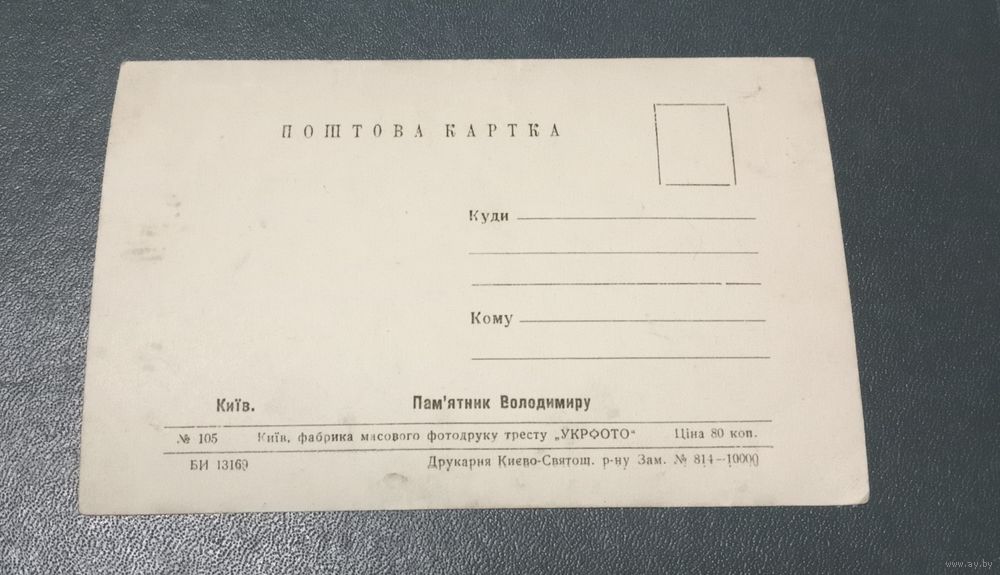 ПОШТОВА КАРТКА
Куди
Кому
Київ. Пам'ятник Володимиру
№ 105 Київ, фабрика масового фотодруку тресту „УКРФОТО“ Ціна 80 коп.
БИ 13169 Друкарня Києво-Святош. р-ну Зам. № 814—10000
www.ay.by